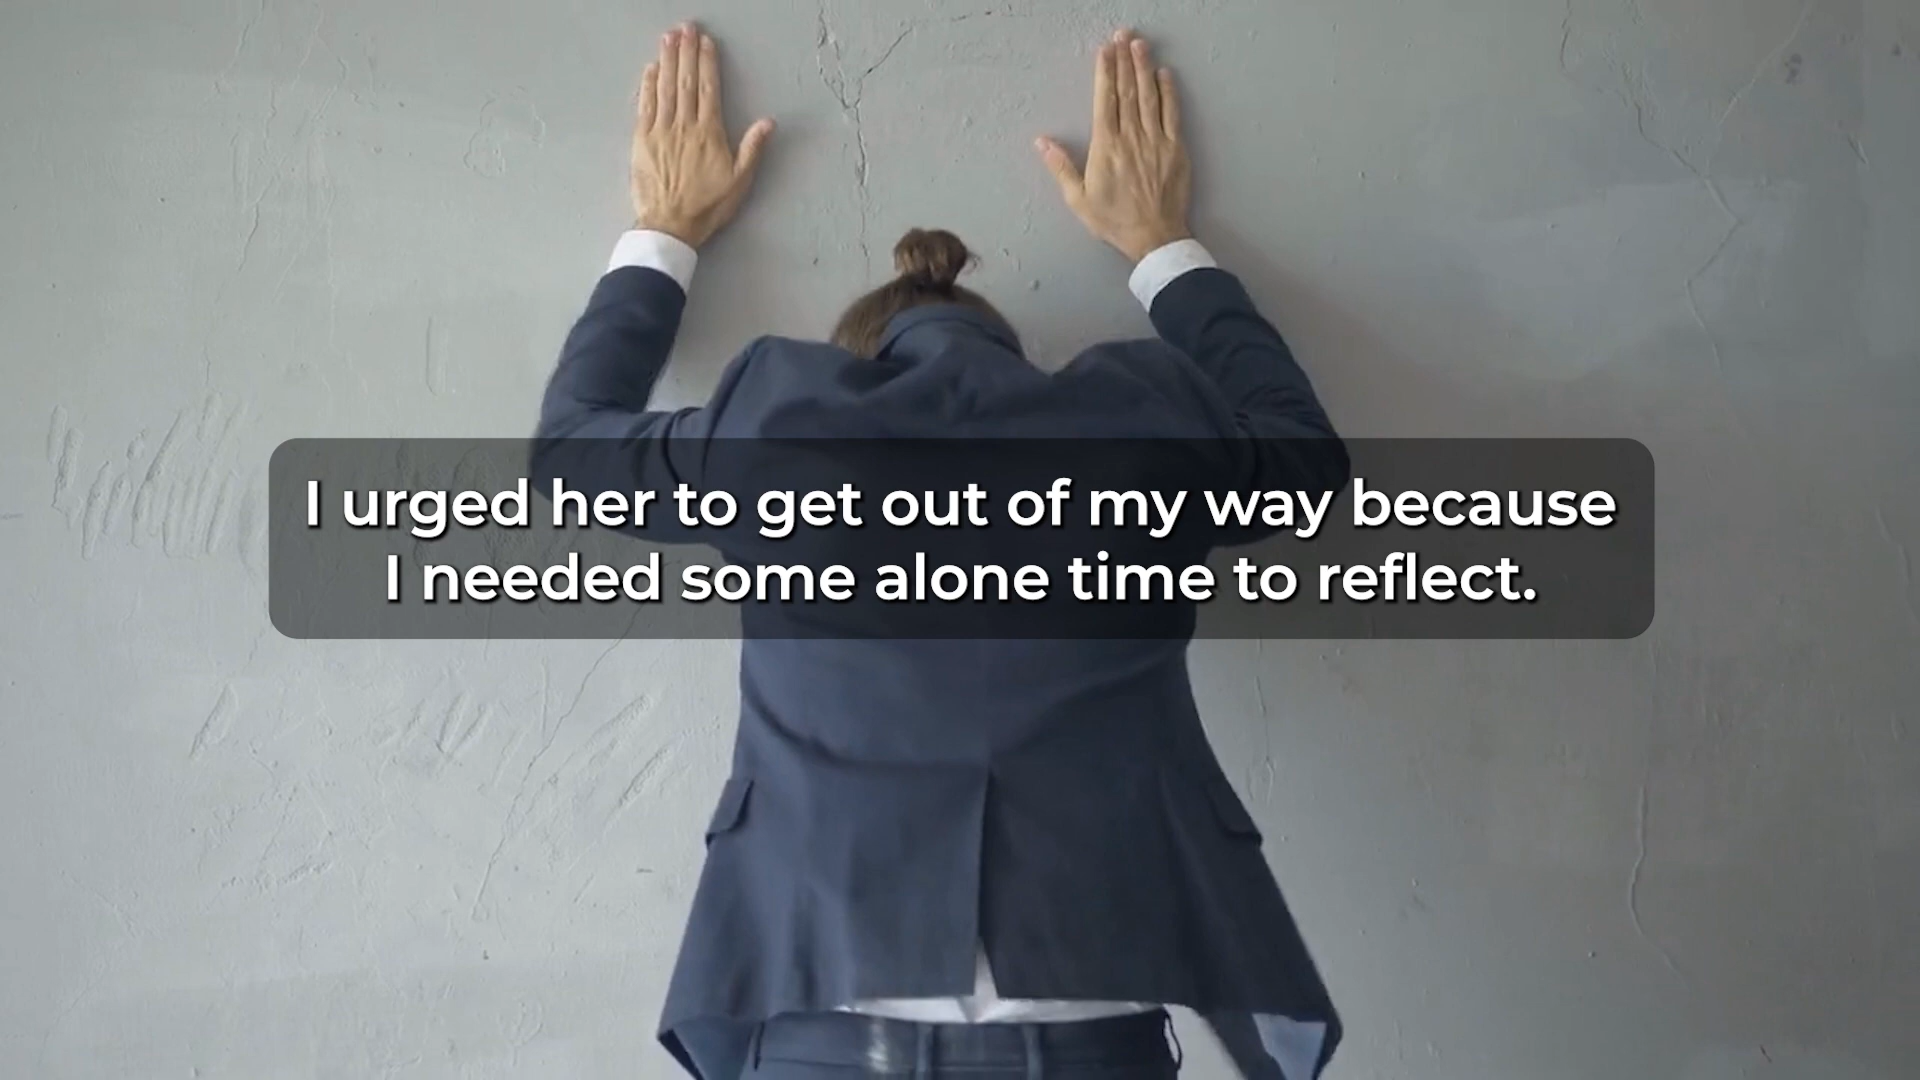 I urged her to get out of my way because
I needed some alone time to reflect.